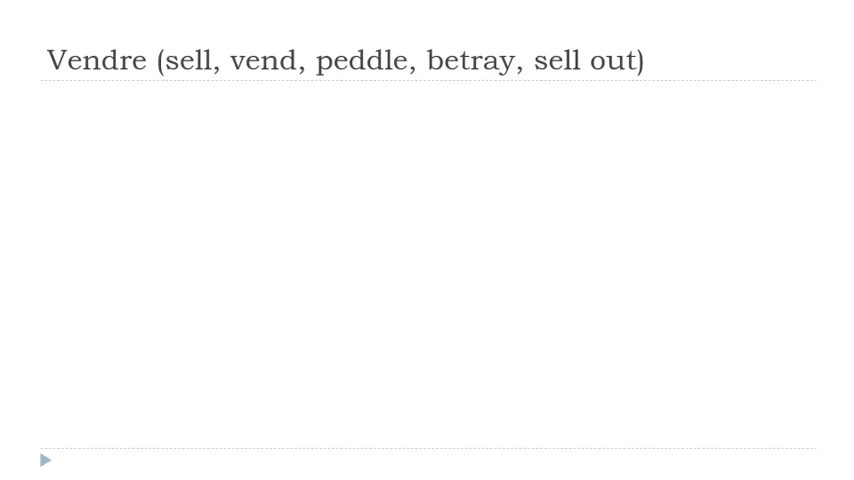 Vendre (sell, vend, peddle, betray, sell out)